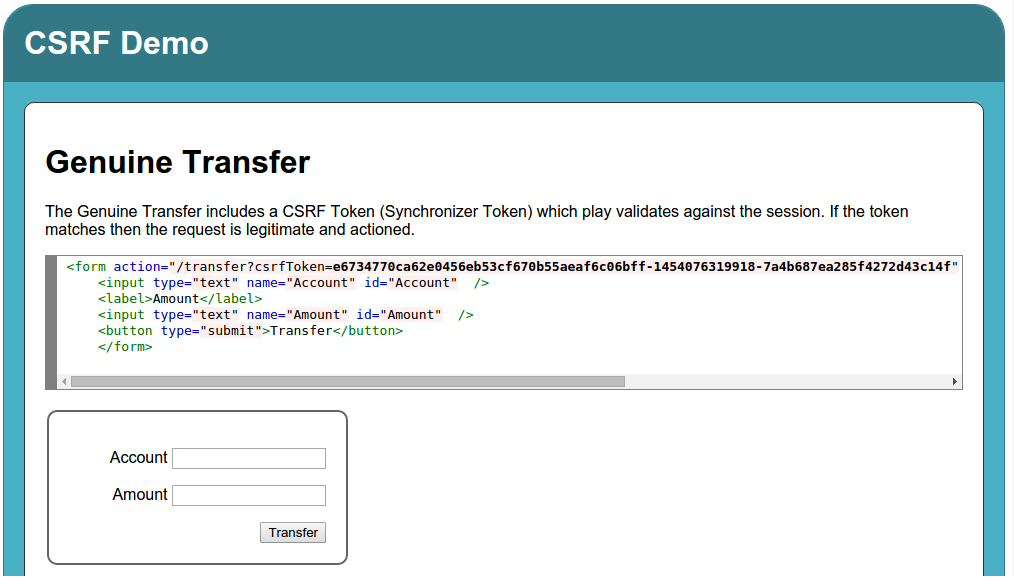 CSRF Demo
Genuine Transfer
The Genuine Transfer includes a CSRF Token (Synchronizer Token) which play validates against the session. If the token
matches then the request is legitimate and actioned.
<form action="/transfer?csrfToken=e6734770ca62e0456eb53cf670b55aeaf6c06bff-1454076319918-7a4b687ea285f4272d43c14f"
<input type="text" name="Account" id="Account" />
<label>Amount</label>
<input type="text" name="Amount" id="Amount" />
<button type="submit">Transfer</button>
</form>
Account
Amount
Transfer